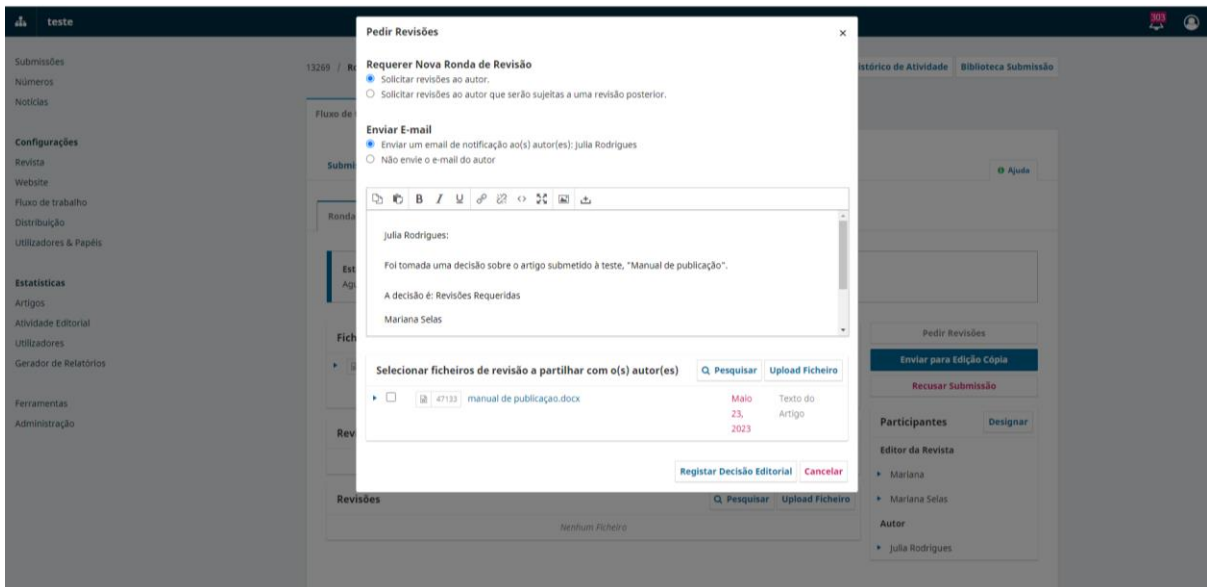 teste
303
Submissões
Números
Notícias
Configurações
Revista
Website
Fluxo de trabalho
Distribuição
Utilizadores & Papéis
Estatísticas
Artigos
Atividade Editorial
Utilizadores
Gerador de Relatórios
Ferramentas
Administração
13269 /
istórico de Atividade
Biblioteca Submissão
Fluxo de
Submi
Ajuda
Ronda
Est
Agu
Fich
Rev
Pedir Revisões
×
Requerer Nova Ronda de Revisão
Solicitar revisões ao autor.
Solicitar revisões ao autor que serão sujeitas a uma revisão posterior.
Enviar E-mail
Enviar um email de notificação ao(s) autor(es): Julia Rodrigues
Não envie o e-mail do autor
B I U
Julia Rodrigues:
Foi tomada uma decisão sobre o artigo submetido à teste, "Manual de publicação".
A decisão é: Revisões Requeridas
Mariana Selas
Selecionar ficheiros de revisão a partilhar com o(s) autor(es)
Pesquisar
Upload Ficheiro
47133 manual de publicaçao.docx
Maio
23,
2023
Texto do
Artigo
Registar Decisão Editorial
Cancelar
Revisões
Pesquisar
Upload Ficheiro
Nenhum Ficheiro
Pedir Revisões
Enviar para Edição Cópia
Recusar Submissão
Participantes
Designar
Editor da Revista
Mariana
Mariana Selas
Autor
Julia Rodrigues